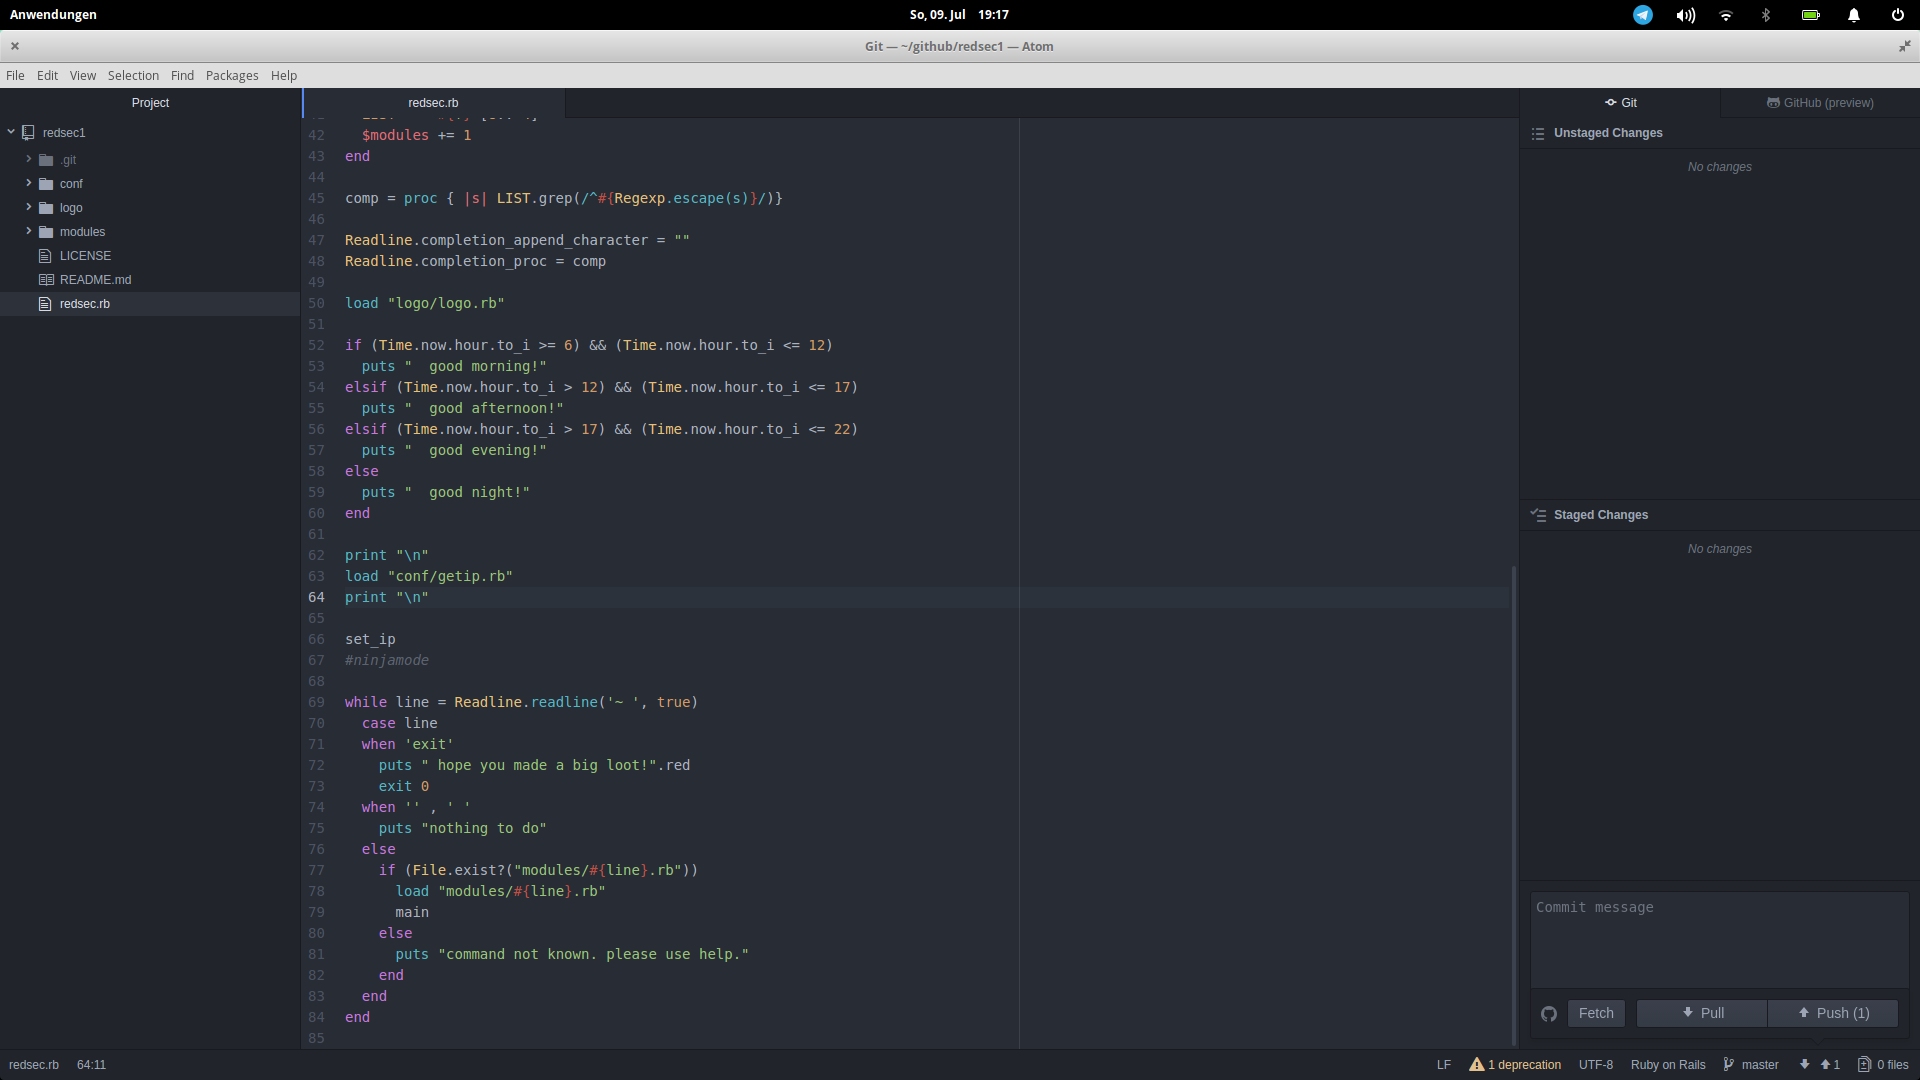 Anwendungen
So, 09. Jul 19:17
Git — ~/github/redsec1 — Atom
File Edit View Selection Find Packages Help
Project
redsec1
.git
conf
logo
modules
LICENSE
README.md
redsec.rb
redsec.rb
42 $modules += 1
43 end
44
45 comp = proc { |s| LIST.grep(/^#{Regexp.escape(s)}/)}
46
47 Readline.completion_append_character = ""
48 Readline.completion_proc = comp
49
50 load "logo/logo.rb"
51
52 if (Time.now.hour.to_i >= 6) && (Time.now.hour.to_i <= 12)
53   puts "  good morning!"
54 elsif (Time.now.hour.to_i > 12) && (Time.now.hour.to_i <= 17)
55   puts "  good afternoon!"
56 elsif (Time.now.hour.to_i > 17) && (Time.now.hour.to_i <= 22)
57   puts "  good evening!"
58 else
59   puts "  good night!"
60 end
61
62 print "\n"
63 load "conf/getip.rb"
64 print "\n"
65
66 set_ip
67 #ninjamode
68
69 while line = Readline.readline('~ ', true)
70   case line
71   when 'exit'
72     puts " hope you made a big loot!".red
73     exit 0
74   when '' , ' '
75     puts "nothing to do"
76   else
77     if (File.exist?("modules/#{line}.rb"))
78       load "modules/#{line}.rb"
79       main
80     else
81       puts "command not known. please use help."
82     end
83   end
84 end
85
Git
GitHub (preview)
Unstaged Changes
No changes
Staged Changes
No changes
Commit message
Fetch Pull Push (1)
redsec.rb 64:11
LF 1 deprecation UTF-8 Ruby on Rails master 1 0 files